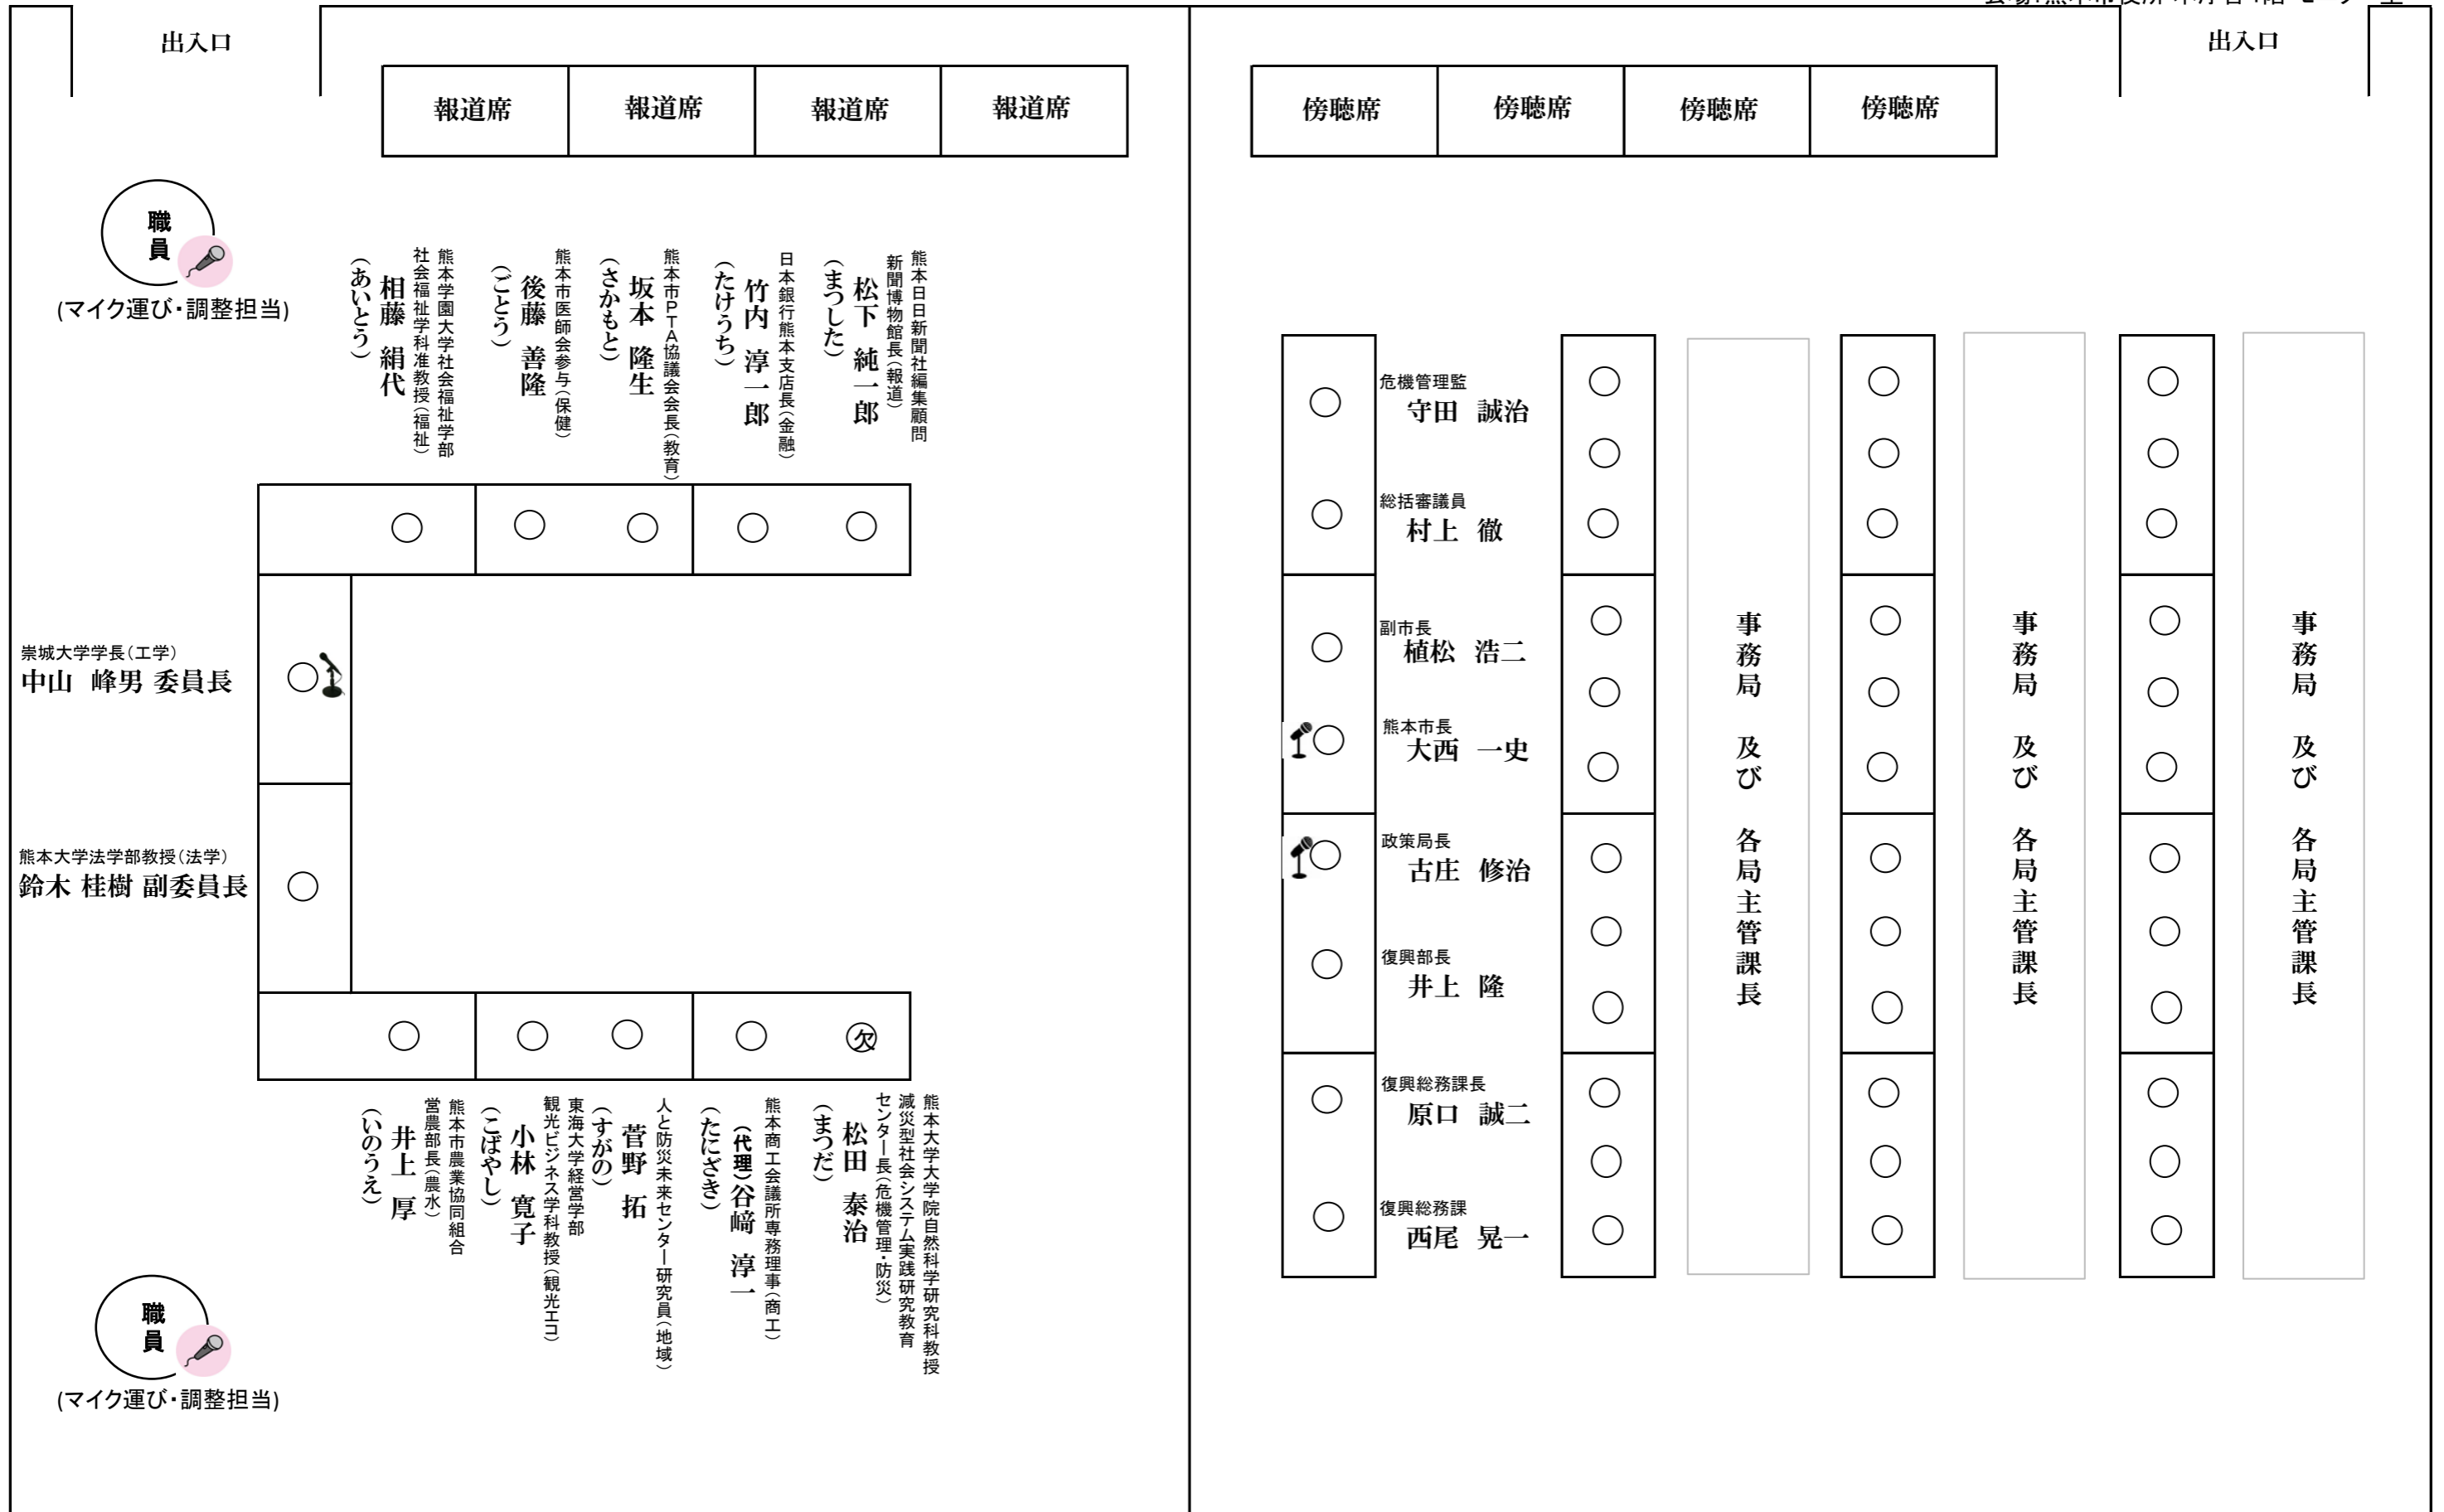 出入口
出入口
報道席
報道席
報道席
報道席
傍聴席
傍聴席
傍聴席
傍聴席
職員
(マイク運び・調整担当)
熊本学園大学社会福祉学部
社会福祉学科准教授(福祉)
相藤 絹代
(あいとう)
熊本市医師会参与(保健)
後藤 善隆
(ごとう)
熊本市PTA協議会会長(教育)
坂本 隆生
(さかもと)
日本銀行熊本支店長(金融)
竹内 淳一郎
(たけうち)
熊本日日新聞社編集顧問
新聞博物館長(報道)
松下 純一郎
(まつした)
崇城大学学長(工学)
中山 峰男 委員長
熊本大学法学部教授(法学)
鈴木 桂樹 副委員長
欠
熊本市農業協同組合
営農部長(農水)
井上 厚
(いのうえ)
東海大学経営学部
観光ビジネス学科教授(観光エコ)
小林 寛子
(こばやし)
人と防災未来センター研究員(地域)
菅野 拓
(すがの)
熊本商工会議所専務理事(商工)
(代理)谷﨑 淳一
(たにざき)
熊本大学大学院自然科学研究科教授
減災型社会システム実践研究教育
センター長(危機管理・防災)
松田 泰治
(まつだ)
職員
(マイク運び・調整担当)
危機管理監
守田 誠治
総括審議員
村上 徹
副市長
植松 浩二
熊本市長
大西 一史
政策局長
古庄 修治
復興部長
井上 隆
復興総務課長
原口 誠二
復興総務課
西尾 晃一
事務局 及び 各局主管課長
事務局 及び 各局主管課長
事務局 及び 各局主管課長